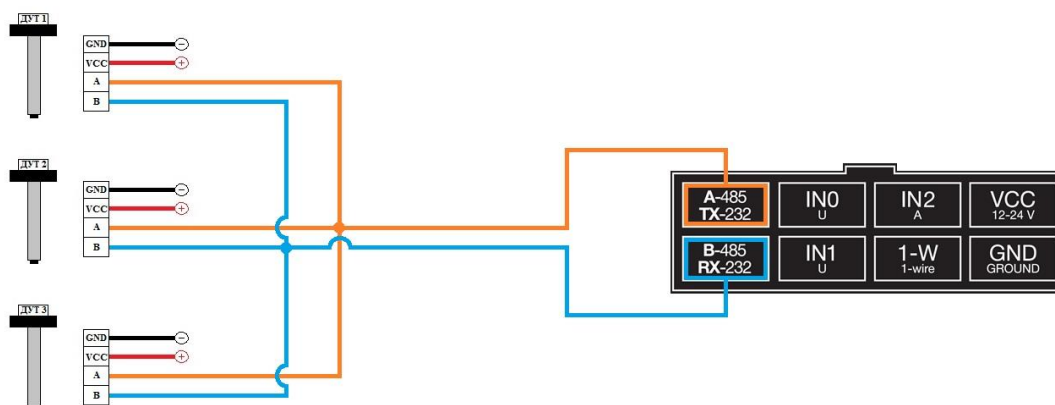 ДУТ 1
GND
VCC
A
B
ДУТ 2
GND
VCC
A
B
ДУТ 3
GND
VCC
A
B
A-485
TX-232
IN0
U
IN2
A
VCC
12-24 V
B-485
RX-232
IN1
U
1-W
1-wire
GND
GROUND